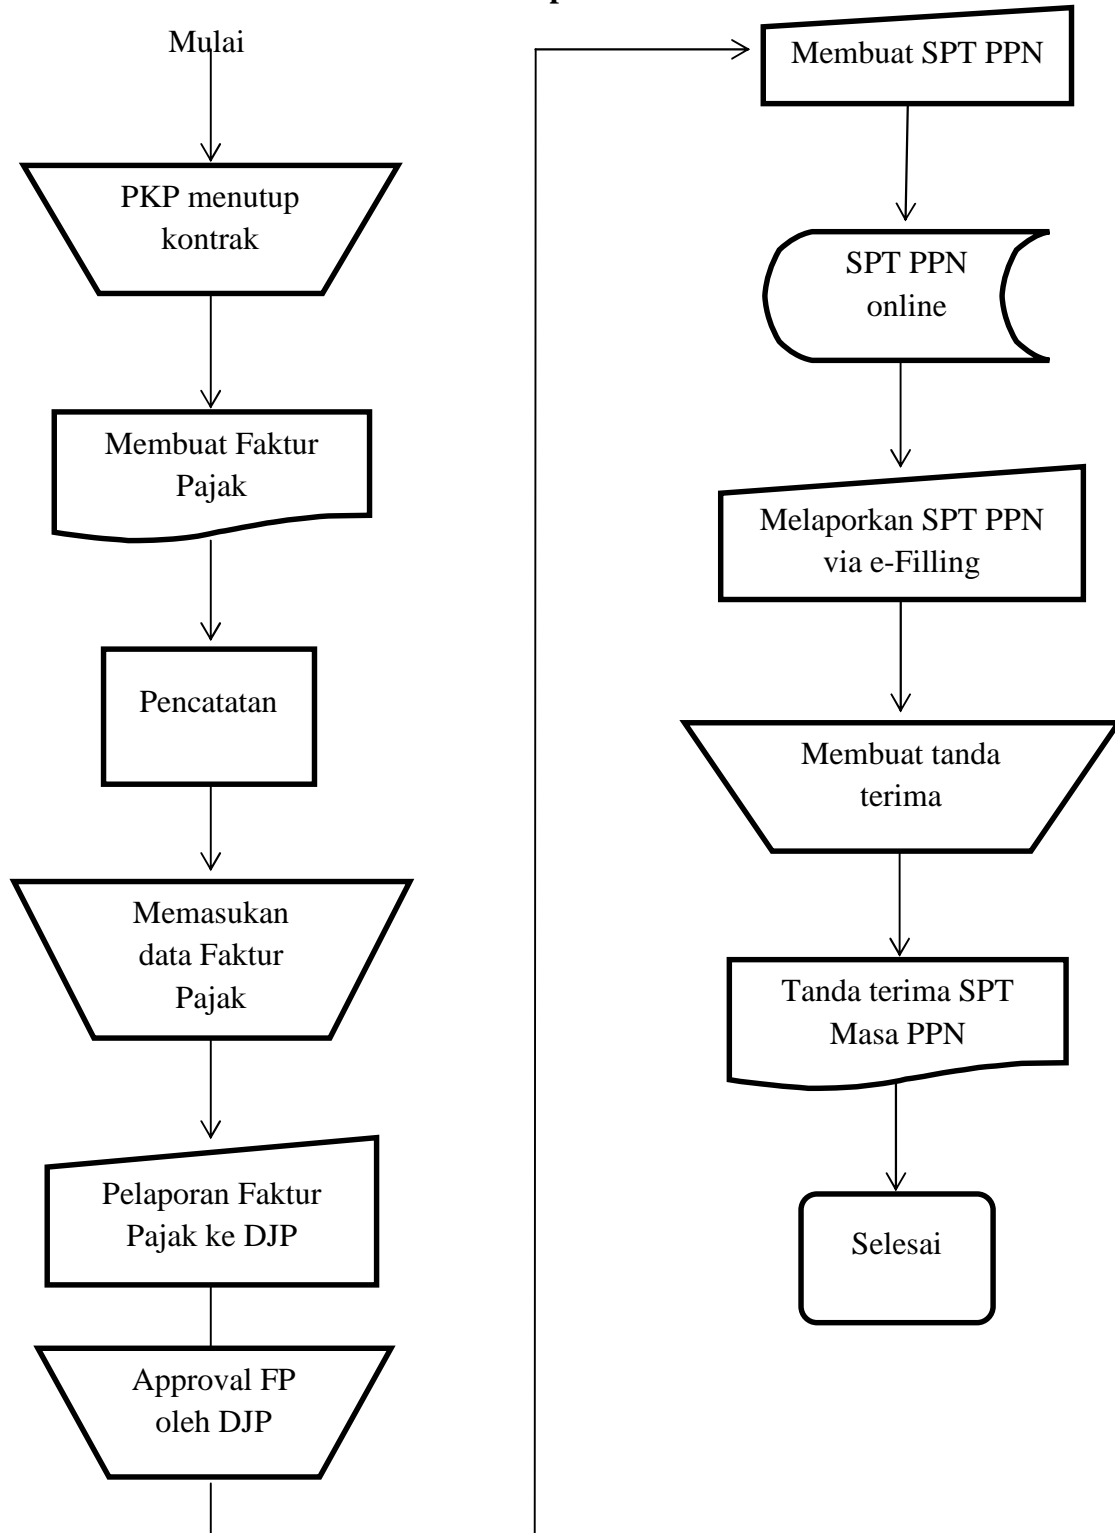 Mulai
PKP menutup
kontrak
Membuat Faktur
Pajak
Pencatatan
Memasukan
data Faktur
Pajak
Pelaporan Faktur
Pajak ke DJP
Approval FP
oleh DJP
Membuat SPT PPN
SPT PPN
online
Melaporkan SPT PPN
via e-Filling
Membuat tanda
terima
Tanda terima SPT
Masa PPN
Selesai